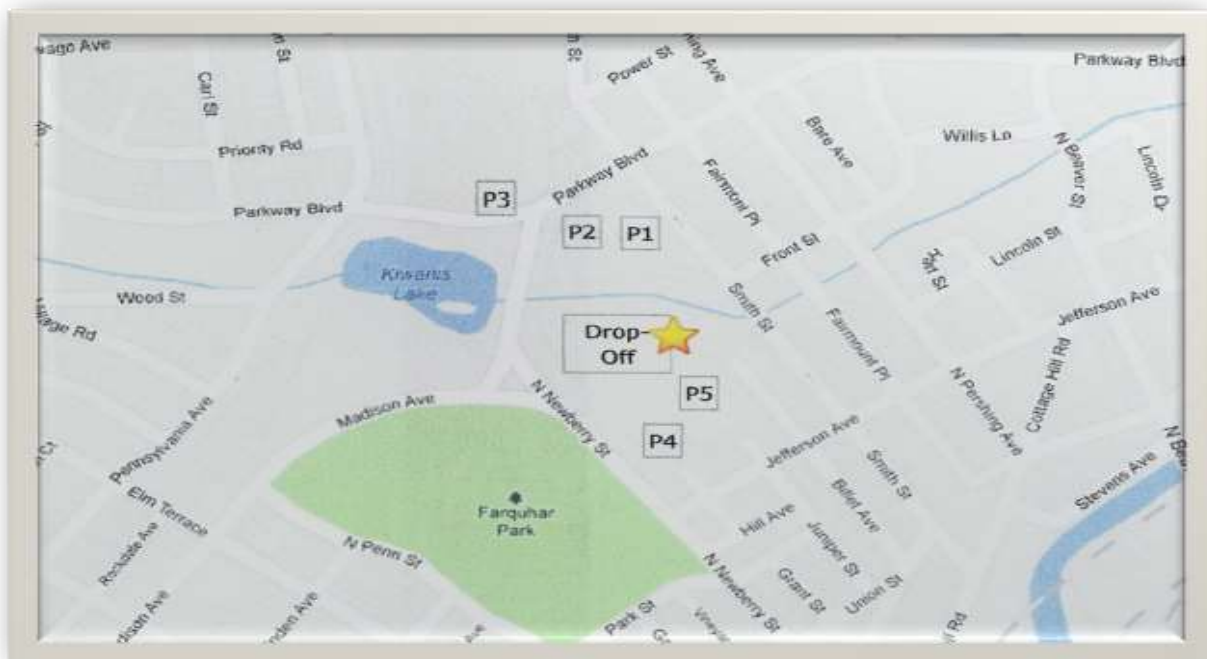 Parkway Blvd
Power St
Carl St
Priority Rd
Bare Ave
Willis Ln
N Beaver St
Lincoln Dr
Parkway Blvd
Fairmont Pl
P3
Parkway Blvd
P2
P1
Front St
Lincoln St
Kiwanis
Lake
Wood St
Smith St
Jefferson Ave
Drop-
Off
Fairmount Pl
P5
N Pershing Ave
Cottage Hill Rd
Madison Ave
N Newberry St
P4
Jefferson Ave
Pennsylvania Ave
Smith St
Stevens Ave
Elm Terrace
Farquhar
Park
Billet Ave
Hill Ave
Juniper St
N Penn St
Rockdale Ave
N Newberry St
Grant St
Union St
Park St